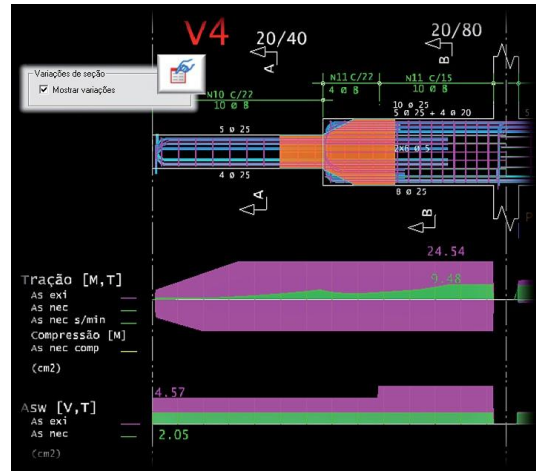 V4
20/40
20/80
A
B
Variações de seção
Mostrar variações
N10 C/22
10 Ø 8
N11 C/22
4 Ø 8
N11 C/15
10 Ø 8
10 Ø 25
5 Ø 25 + 4 Ø 20
5 Ø 25
2x6 Ø 5
4 Ø 25
8 Ø 25
A
B
24.54
9.48
Tração [M,T]
As exi
As nec
As nec s/min
Compressão [M]
As nec comp
(cm2)
4.57
Asw [V,T]
As exi
As nec
2.05
(cm2)